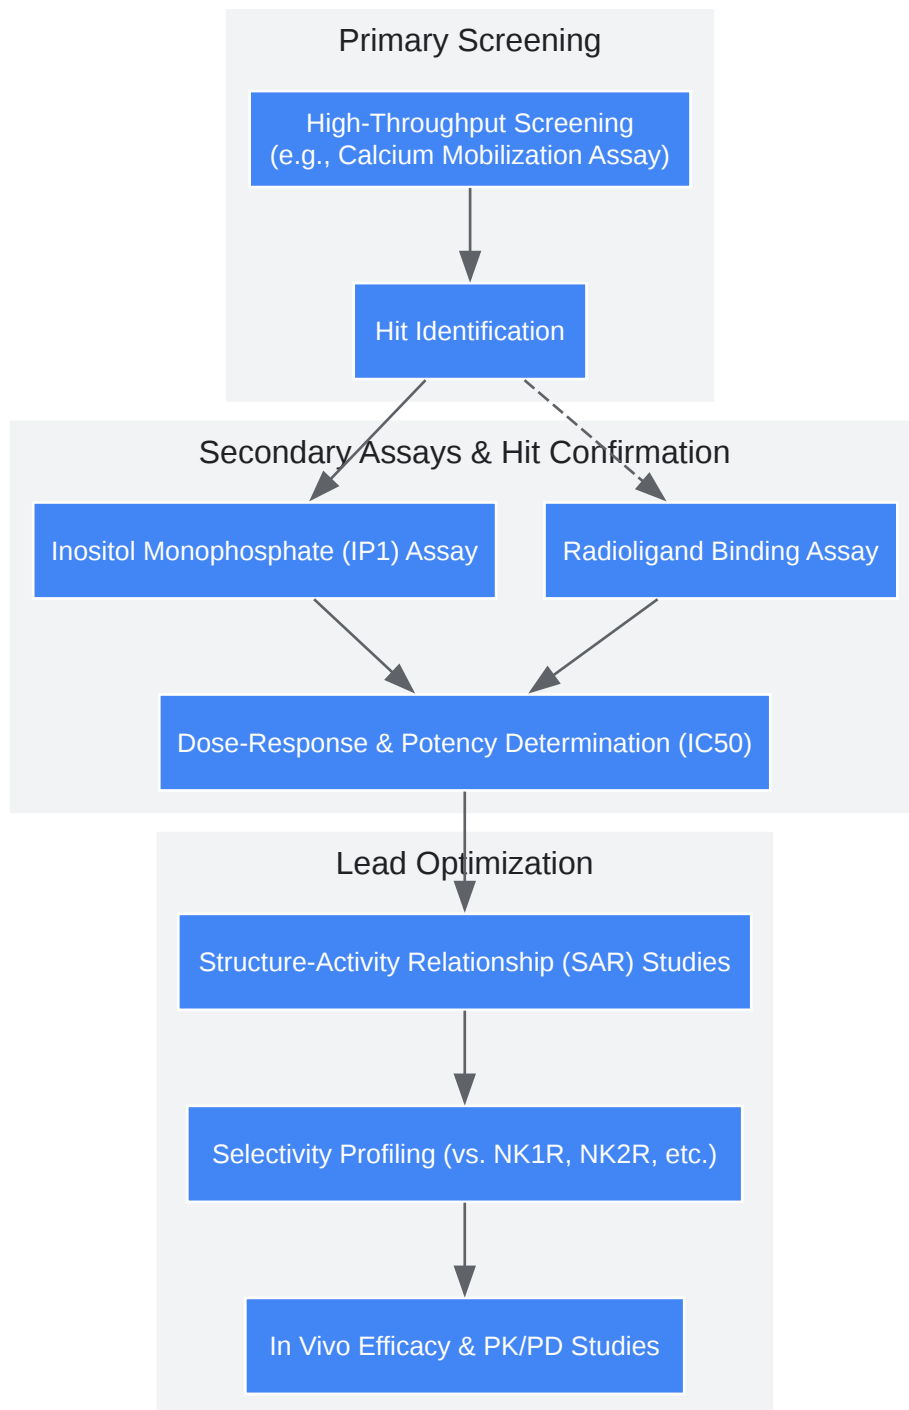 Primary Screening
High-Throughput Screening
(e.g., Calcium Mobilization Assay)
Hit Identification
Secondary Assays & Hit Confirmation
Inositol Monophosphate (IP1) Assay
Radioligand Binding Assay
Dose-Response & Potency Determination (IC50)
Lead Optimization
Structure-Activity Relationship (SAR) Studies
Selectivity Profiling (vs. NK1R, NK2R, etc.)
In Vivo Efficacy & PK/PD Studies